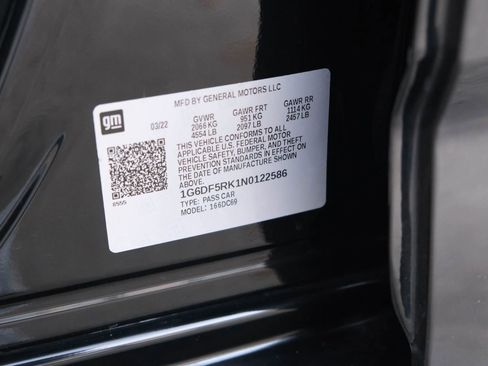 MFD BY GENERAL MOTORS LLC
gm
03/22
GVWR GAWR FRT GAWR RR
2066 KG 951 KG 1114 KG
4554 LB 2097 LB 2457 LB
THIS VEHICLE CONFORMS TO ALL
APPLICABLE U.S. FEDERAL MOTOR
VEHICLE SAFETY, BUMPER, AND THEFT
PREVENTION STANDARDS IN EFFECT ON
THE DATE OF MANUFACTURE SHOWN
ABOVE.
1G6DF5RK1N0122586
TYPE: PASS CAR
MODEL: 166DC69